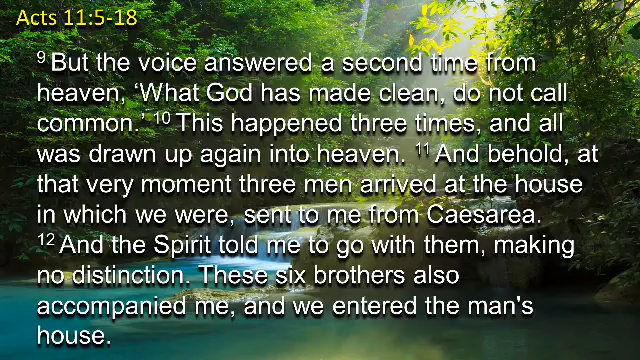 Acts 11:5-18
⁹ But the voice answered a second time from
heaven, ‘What God has made clean, do not call
common.’ ¹⁰ This happened three times, and all
was drawn up again into heaven. ¹¹ And behold, at
that very moment three men arrived at the house
in which we were, sent to me from Caesarea.
¹² And the Spirit told me to go with them, making
no distinction. These six brothers also
accompanied me, and we entered the man's
house.